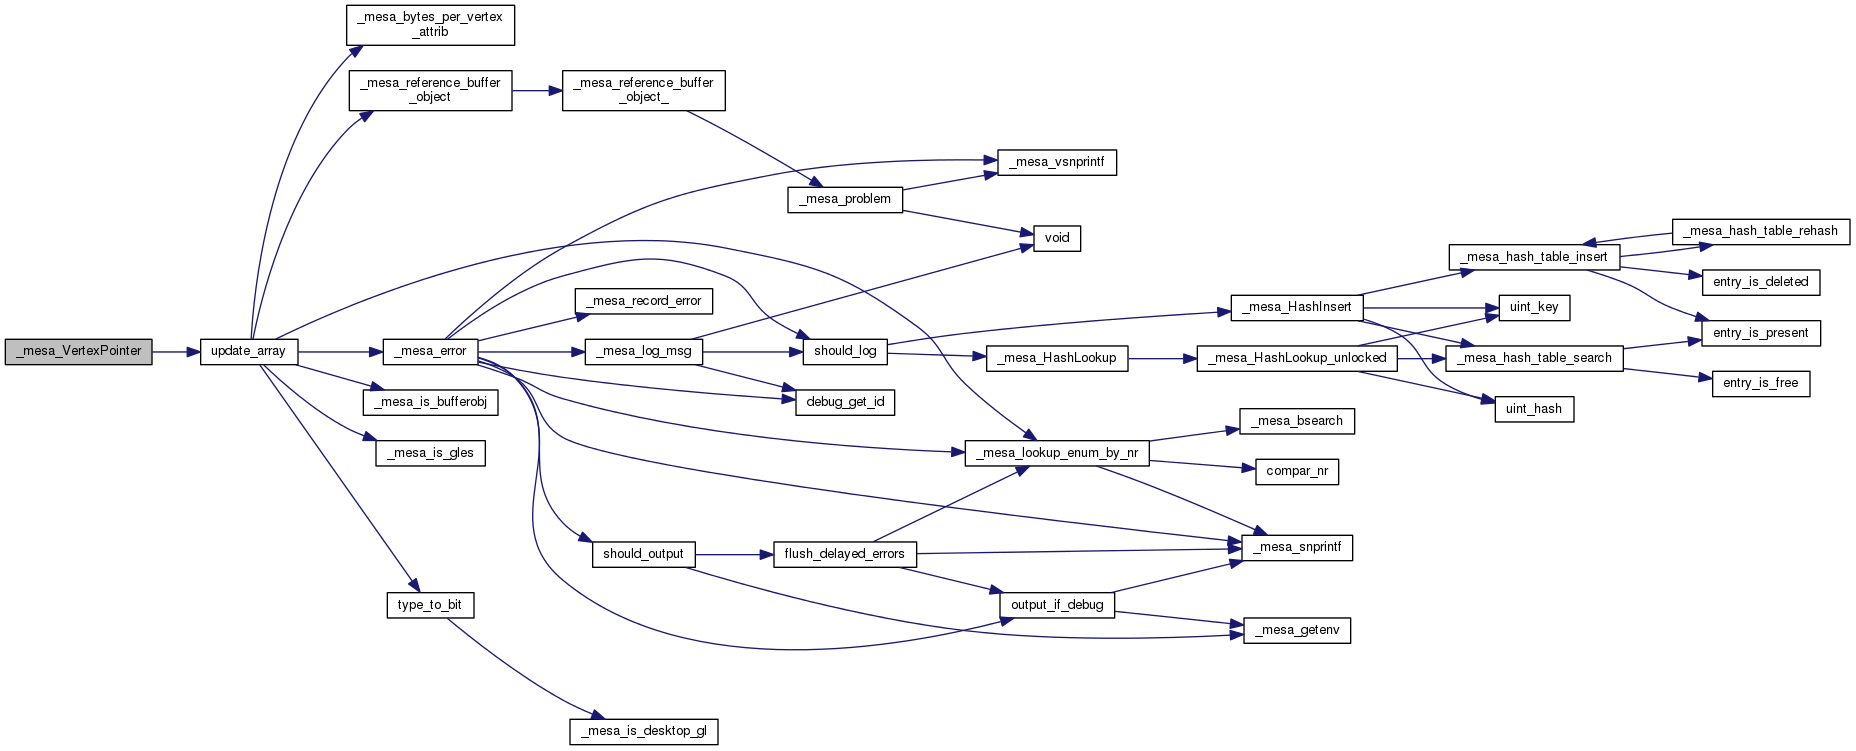 _mesa_VertexPointer
update_array
_mesa_bytes_per_vertex
_attrib
_mesa_reference_buffer
_object
_mesa_reference_buffer
_object_
_mesa_problem
_mesa_vsnprintf
void
_mesa_error
_mesa_record_error
_mesa_log_msg
should_log
debug_get_id
_mesa_is_bufferobj
_mesa_is_gles
type_to_bit
_mesa_is_desktop_gl
should_output
flush_delayed_errors
output_if_debug
_mesa_HashLookup
_mesa_lookup_enum_by_nr
_mesa_HashInsert
_mesa_HashLookup_unlocked
_mesa_bsearch
compar_nr
_mesa_snprintf
_mesa_getenv
_mesa_hash_table_insert
uint_key
_mesa_hash_table_search
uint_hash
_mesa_hash_table_rehash
entry_is_deleted
entry_is_present
entry_is_free